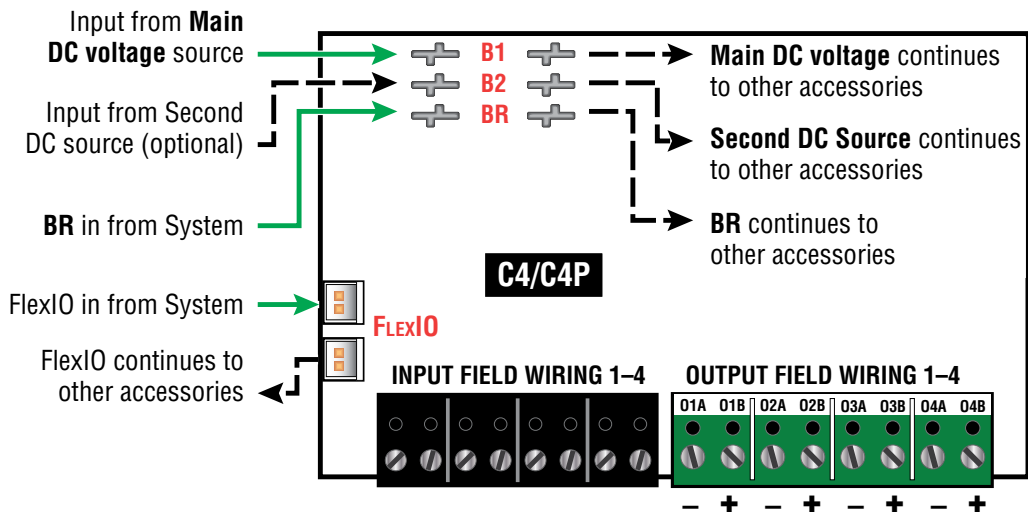 Input from Main
DC voltage source
Input from Second
DC source (optional)
BR in from System
FlexIO in from System
FlexIO continues to
other accessories
B1
B2
BR
Main DC voltage continues
to other accessories
Second DC Source continues
to other accessories
BR continues to
other accessories
C4/C4P
FLEXIO
INPUT FIELD WIRING 1–4
OUTPUT FIELD WIRING 1–4
O1A O1B O2A O2B O3A O3B O4A O4B
– + – + – + – +